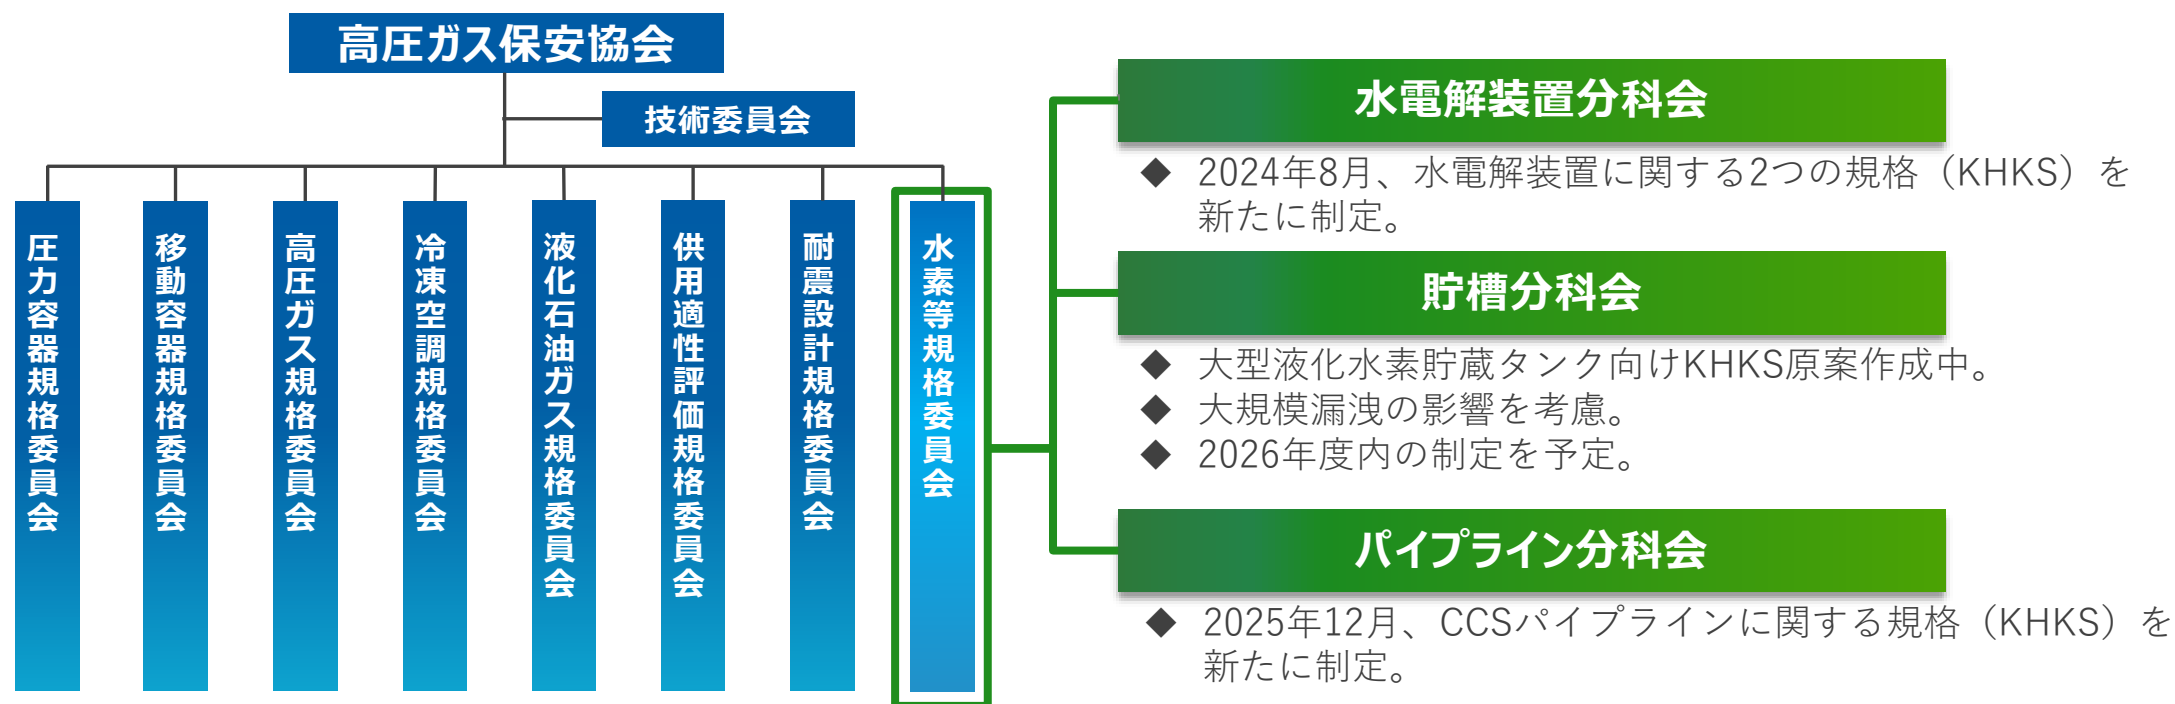 高圧ガス保安協会
技術委員会
圧力容器規格委員会
移動容器規格委員会
高圧ガス規格委員会
冷凍空調規格委員会
液化石油ガス規格委員会
供用適性評価規格委員会
耐震設計規格委員会
水素等規格委員会
水電解装置分科会
◆ 2024年8月、水電解装置に関する2つの規格（KHKS）を
新たに制定。
貯槽分科会
◆ 大型液化水素貯蔵タンク向けKHKS原案作成中。
◆ 大規模漏洩の影響を考慮。
◆ 2026年度内の制定を予定。
パイプライン分科会
◆ 2025年12月、CCSパイプラインに関する規格（KHKS）を
新たに制定。